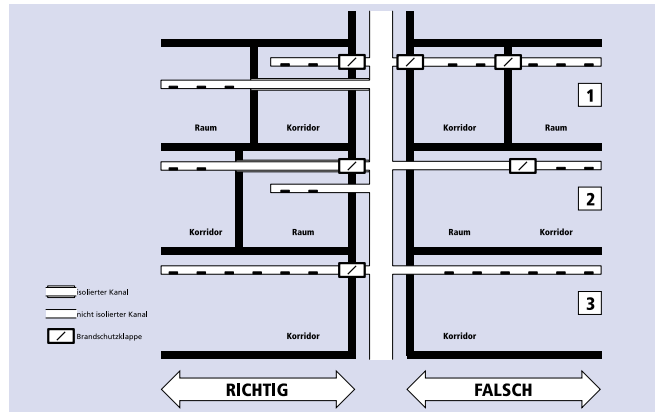 1
Raum Korridor Korridor Raum
2
Korridor Raum Raum Korridor
isolierter Kanal
3
nicht isolierter Kanal
Brandschutzklappe
Korridor Korridor
RICHTIG FALSCH